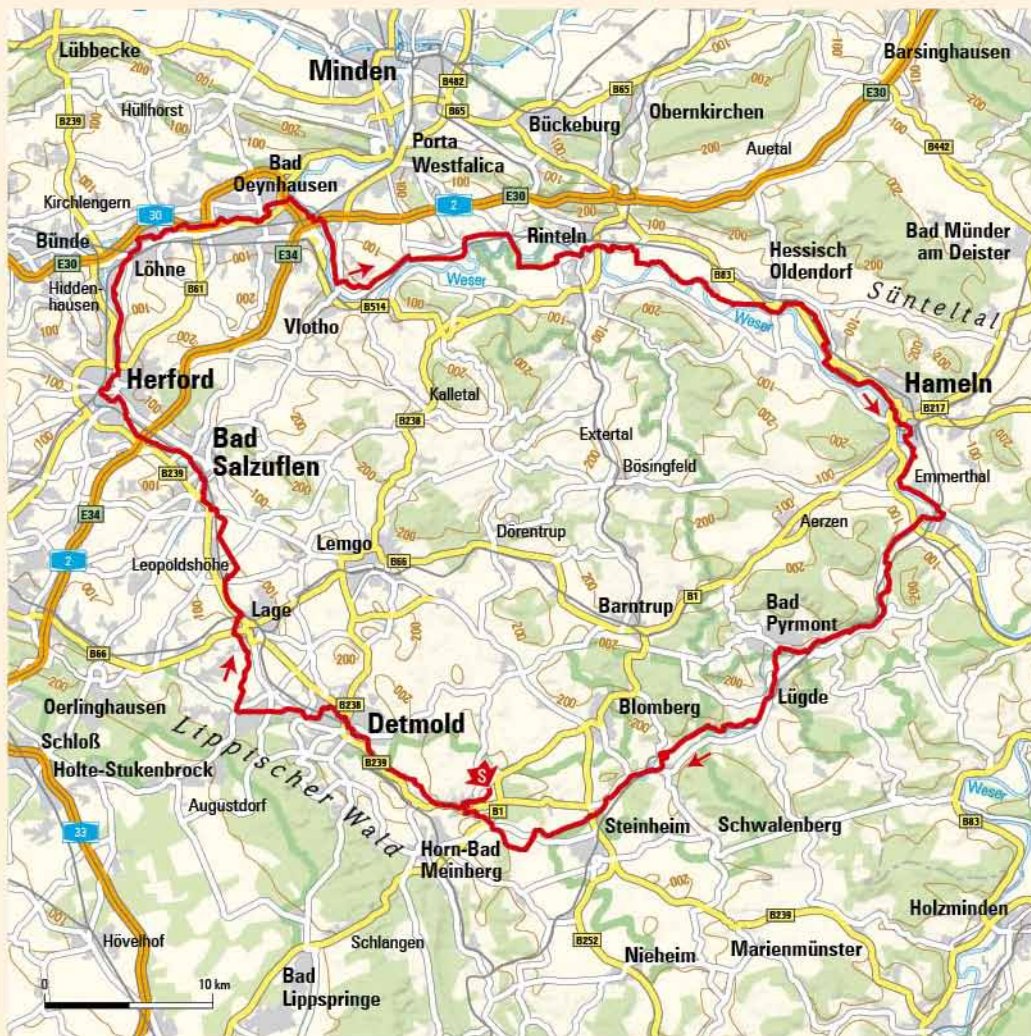 Lübbecke
Minden
Barsinghausen
B482
B65
B65
E30
Hüllhorst
Obernkirchen
Bückeburg
B239
B442
Porta
Westfalica
Auetal
Bad
Oeynhausen
Kirchlengern
30
2
E30
Bünde
Rinteln
Hessisch
Oldendorf
Bad Münder
am Deister
E30
Löhne
E34
Weser
B83
Hidden-
hausen
B61
B514
Vlotho
Weser
Sünteltal
Herford
Hameln
Kalletal
B217
B238
Bad
Salzuflen
Extertal
Bösingfeld
B239
Emmerthal
E34
Aerzen
Dörentrup
Lemgo
2
B66
Leopoldshöhe
Lage
Barntrup
B1
Bad
Pyrmont
B66
Oerlinghausen
B238
Blomberg
Lügde
Detmold
Schloß
Holte-Stukenbrock
Lippischer Wald
B239
S
Augustdorf
B1
Weser
33
Steinheim
Schwalenberg
B83
Horn-Bad
Meinberg
Holzminden
B239
Hövelhof
Schlangen
B252
Nieheim
Marienmünster
Bad
Lippspringe
0 10 km